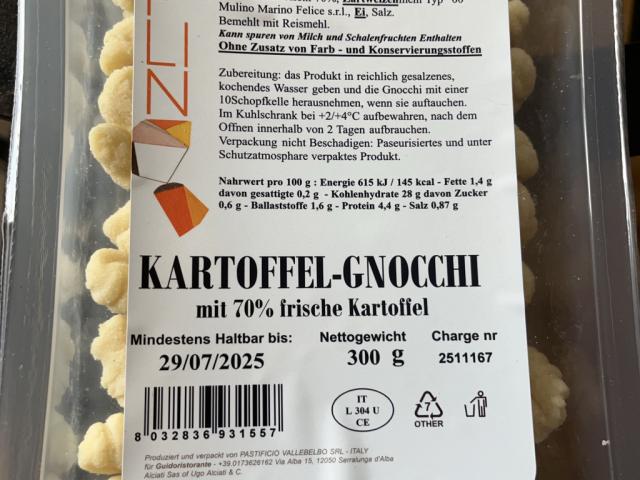 70%,
Mulino Marino Felice s.r.l., Ei, Salz.
Bemehlt mit Reismehl.
Kann spuren von Milch und Schalenfruchten Enthalten
Ohne Zusatz von Farb - und Konservierungsstoffen
Zubereitung: das Produkt in reichlich gesalzenes,
kochendes Wasser geben und die Gnocchi mit einer
10Schopfkelle herausnehmen, wenn sie auftauchen.
Im Kuhlschrank bei +2/+4°C aufbewahren, nach dem
Offnen innerhalb von 2 Tagen aufbrauchen.
Verpackung nicht Beschadigen: Paseurisiertes und unter
Schutzatmosphare verpaktes Produkt.
Nahrwert pro 100 g : Energie 615 kJ / 145 kcal - Fette 1,4 g
davon gesattigte 0,2 g - Kohlenhydrate 28 g davon Zucker
0,6 g - Ballaststoffe 1,6 g - Protein 4,4 g - Salz 0,87 g
KARTOFFEL-GNOCCHI
mit 70% frische Kartoffel
Mindestens Haltbar bis: Nettogewicht Charge nr
29/07/2025 300 g 2511167
IT
L 304 U
CE
7
OTHER
8 032836 931557
Produziert und verpackt von PASTIFICIO VALLEBELBO SRL - ITALY
für Guidoristorante - +39.0173626162 Via Alba 15, 12050 Serralunga d'Alba
Alciati Sas of Ugo Alciati & C.